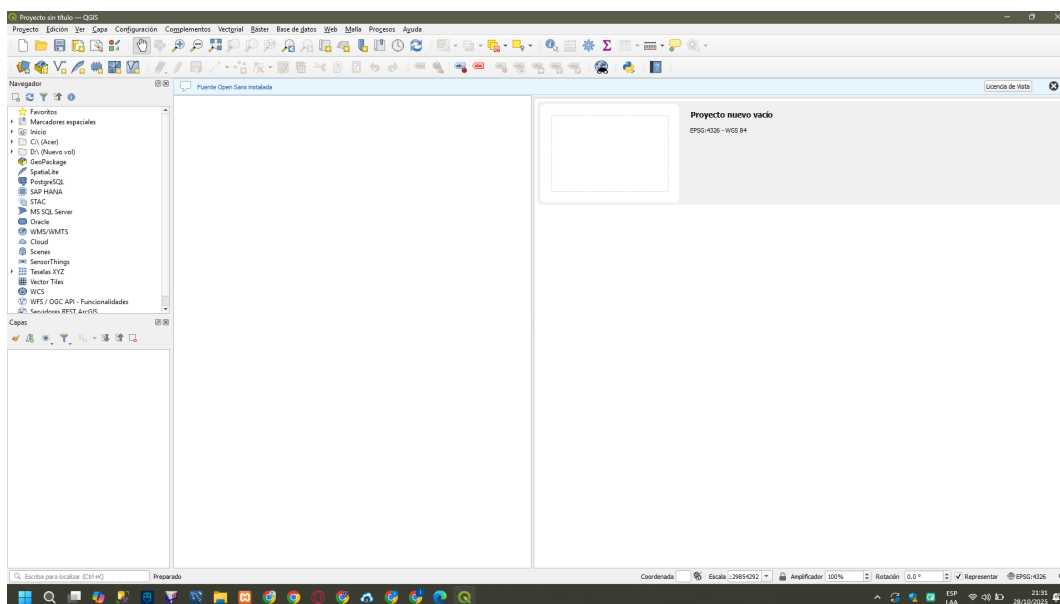 Proyecto sin título — QGIS
Proyecto Edición Ver Capa Configuración Complementos Vectorial Ráster Base de datos Web Malla Procesos Ayuda
Navegador
Fuente Open Sans instalada
Licencia de Vista
Favoritos
Marcadores espaciales
Inicio
C:\ (Acer)
D:\ (Nuevo vol)
GeoPackage
SpatiaLite
PostgreSQL
SAP HANA
STAC
MS SQL Server
Oracle
WMS/WMTS
Cloud
Scenes
SensorThings
Teselas XYZ
Vector Tiles
WCS
WFS / OGC API - Funcionalidades
Servidores REST ArcGIS
Proyecto nuevo vacío
EPSG:4326 - WGS 84
Capas
Escriba para localizar (Ctrl+K)
Preparado
Coordenada
Escala :29854292
Amplificador 100%
Rotación 0.0 °
Representar
EPSG:4326
ESP
LAA
21:31
28/10/2025